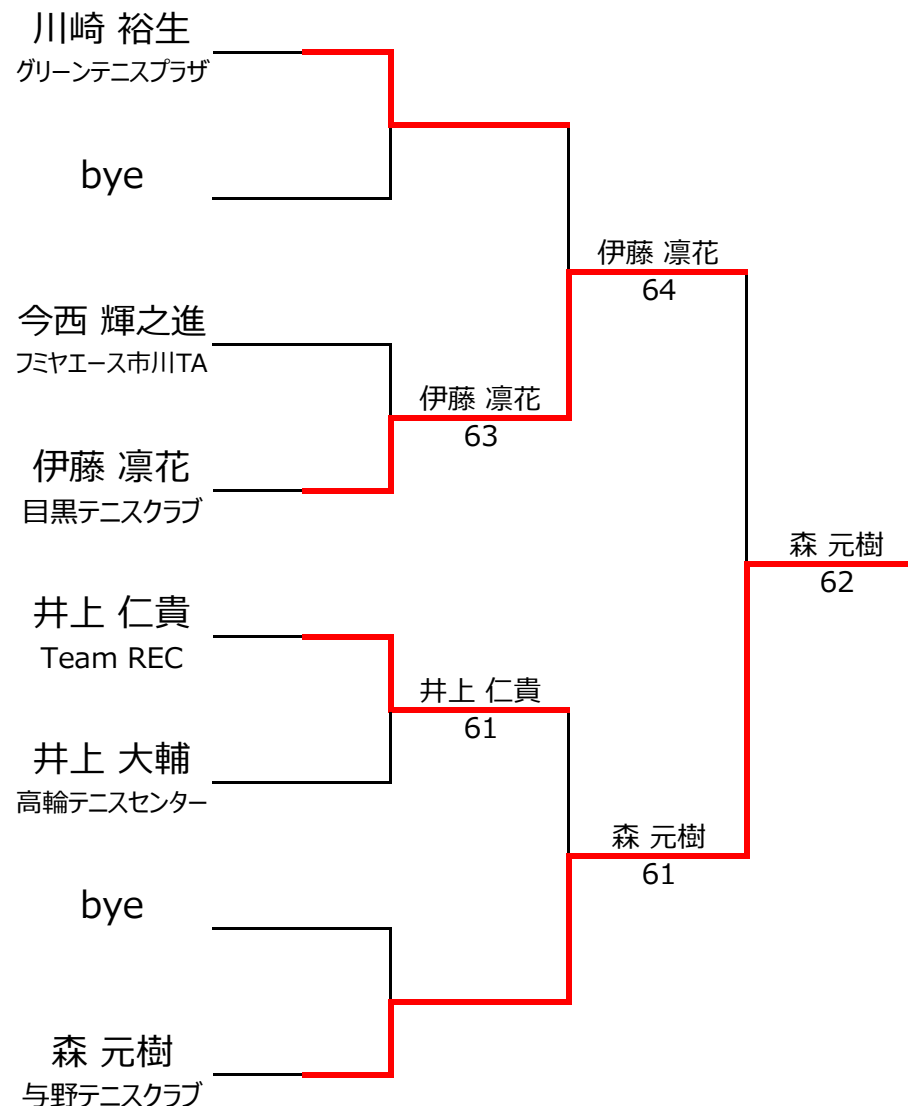 川崎 裕生
グリーンテニスプラザ
bye
伊藤 凛花
64
今西 輝之進
フミヤエース市川TA
伊藤 凛花
63
伊藤 凛花
目黒テニスクラブ
森 元樹
62
井上 仁貴
Team REC
井上 仁貴
61
井上 大輔
高輪テニスセンター
森 元樹
61
bye
森 元樹
与野テニスクラブ